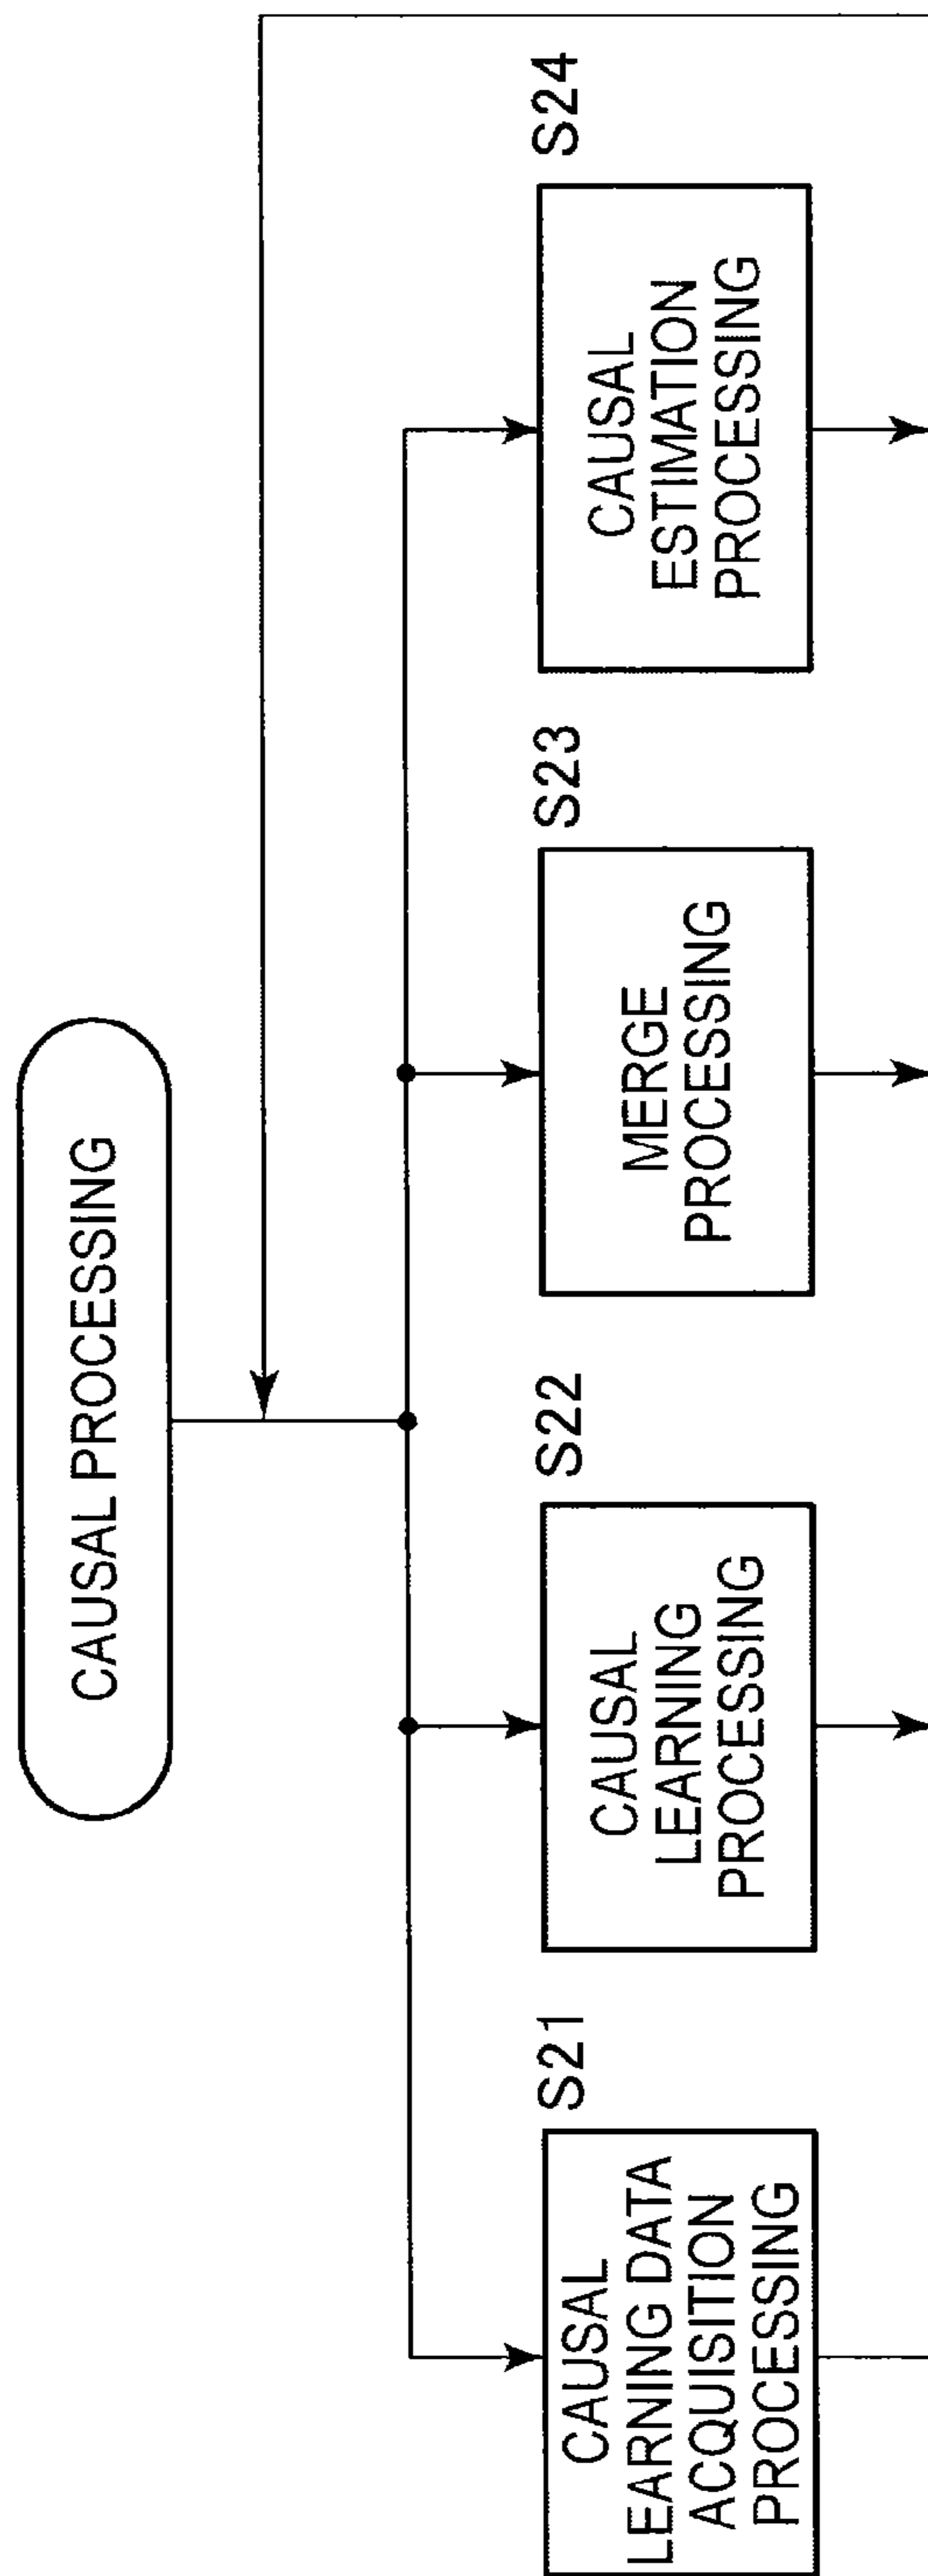 CAUSAL PROCESSING
S21
CAUSAL
LEARNING DATA
ACQUISITION
PROCESSING
S22
CAUSAL
LEARNING
PROCESSING
S23
MERGE
PROCESSING
S24
CAUSAL
ESTIMATION
PROCESSING